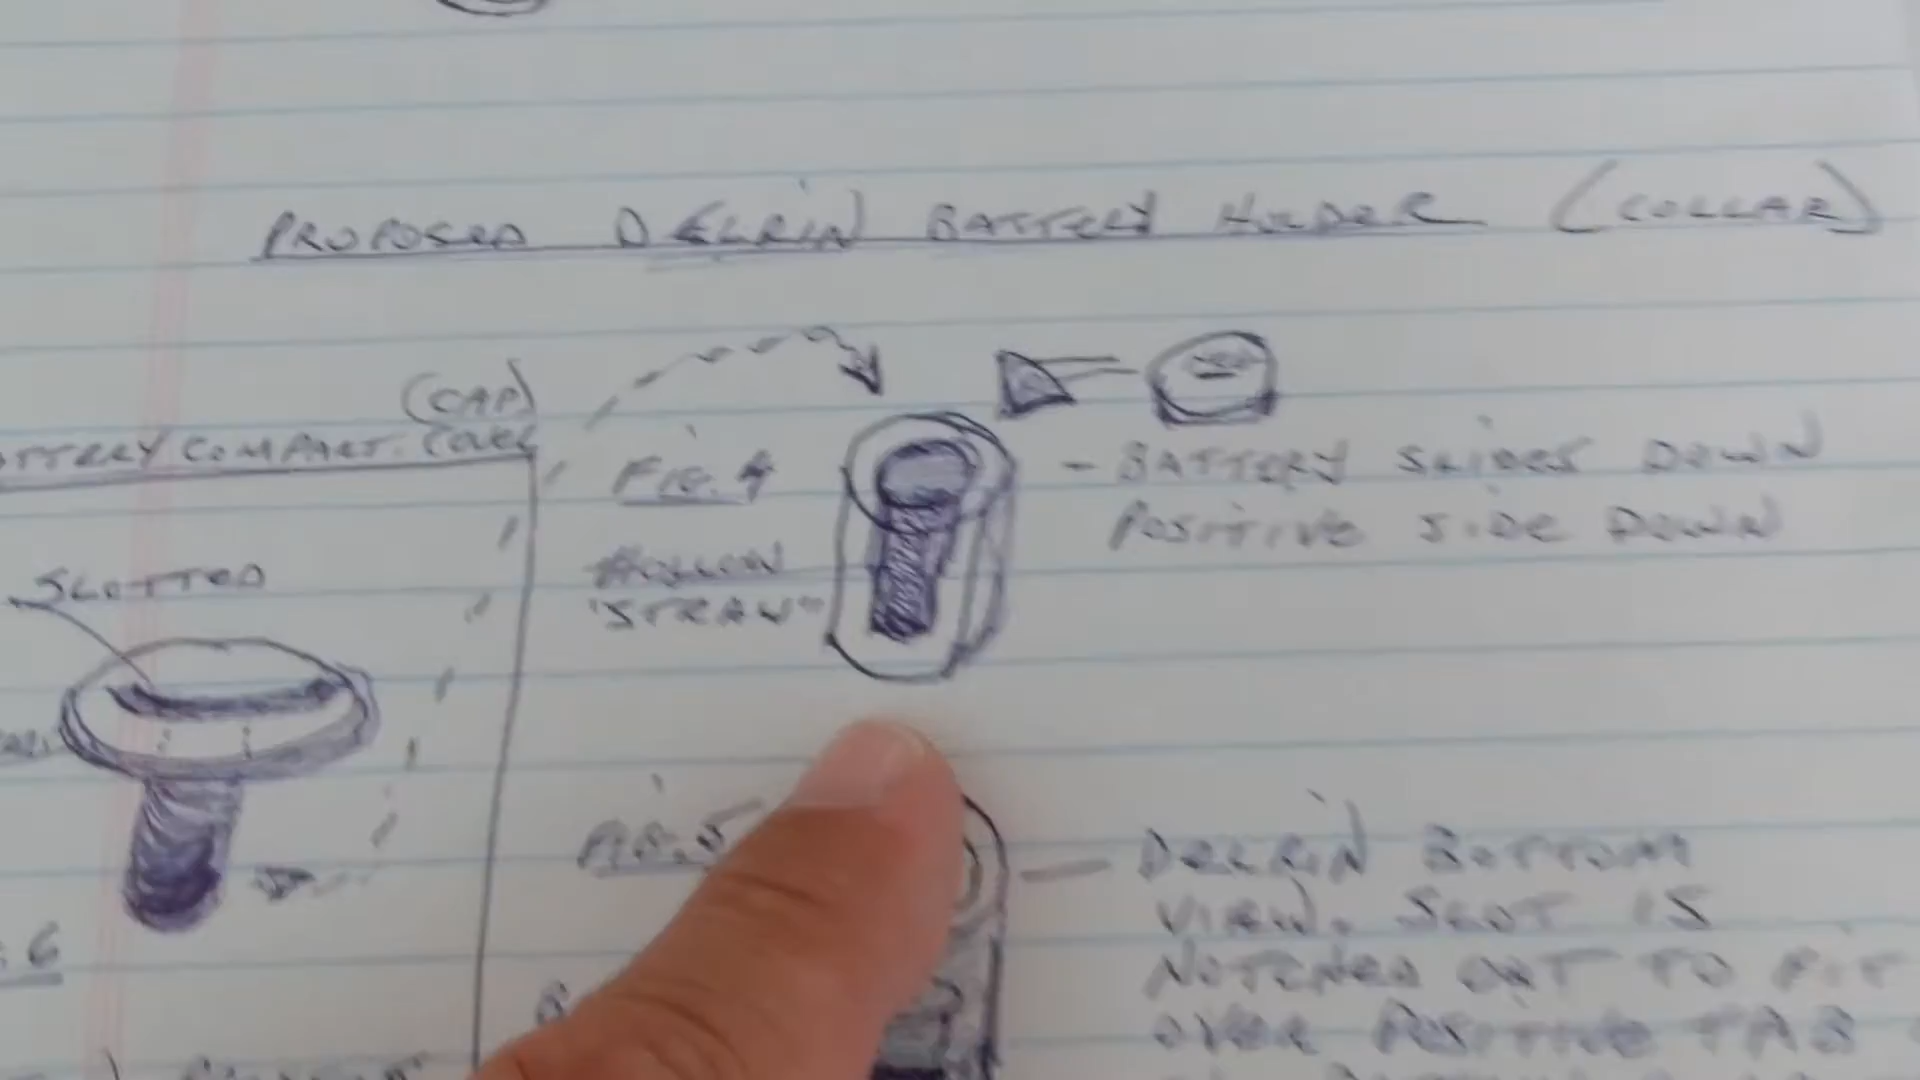 PROPOSED DELRIN BATTERY HOLDER (COLLAR)
(CAP)
BATTERY COMPART. COVER
FIG. 4
- BATTERY SLIDES DOWN
POSITIVE SIDE DOWN
HOLLOW
"STRAW"
SLOTTED
FIG. 5
DELRIN BOTTOM
VIEW. SLOT IS
NOTCHED OUT TO FIT
OVER POSITIVE TAB
. 6